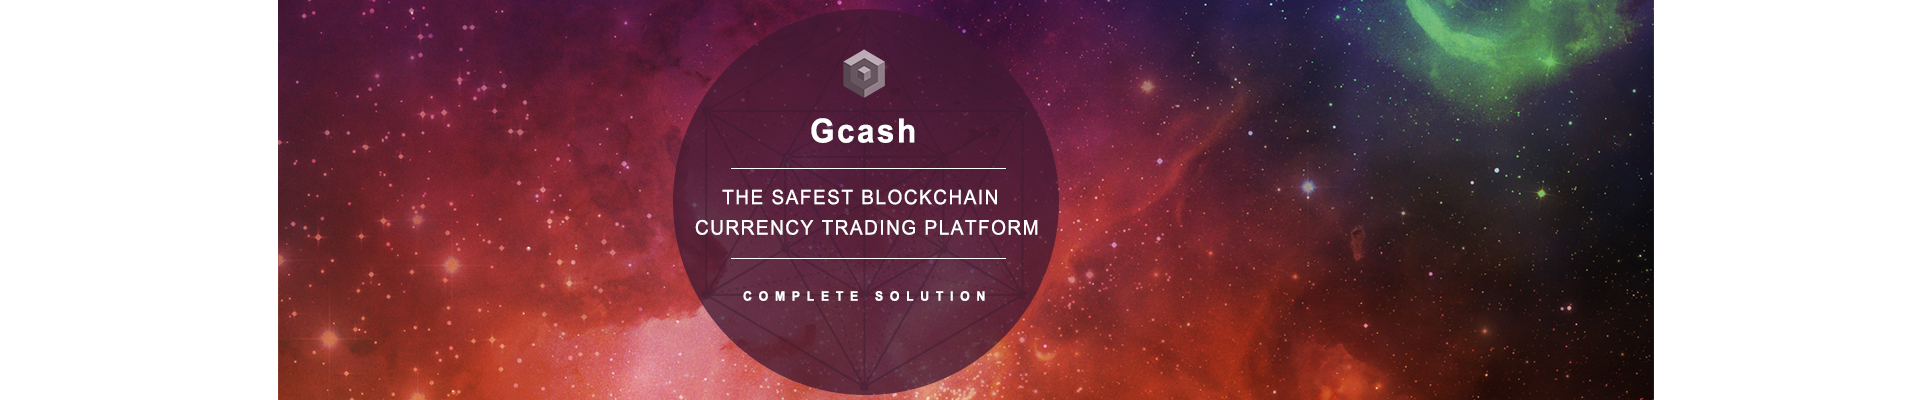 Gcash
THE SAFEST BLOCKCHAIN
CURRENCY TRADING PLATFORM
COMPLETE SOLUTION